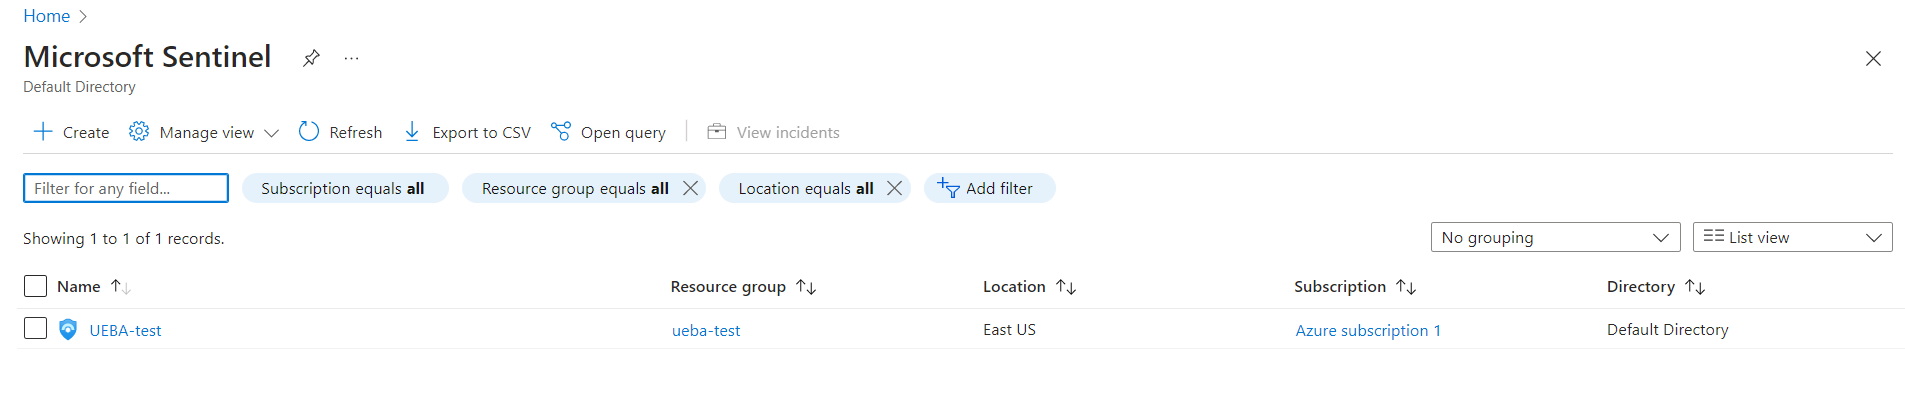 Home
Microsoft Sentinel
Default Directory
Create Manage view Refresh Export to CSV Open query View incidents
Filter for any field... Subscription equals all Resource group equals all Location equals all Add filter
Showing 1 to 1 of 1 records. No grouping List view
Name Resource group Location Subscription Directory
UEBA-test ueba-test East US Azure subscription 1 Default Directory